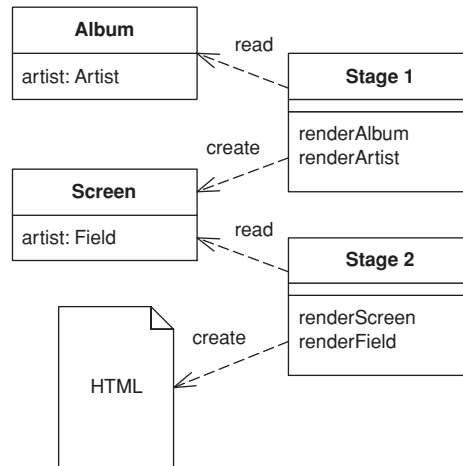 Album
artist: Artist
read
Stage 1
renderAlbum
renderArtist
create
Screen
artist: Field
read
Stage 2
renderScreen
renderField
create
HTML